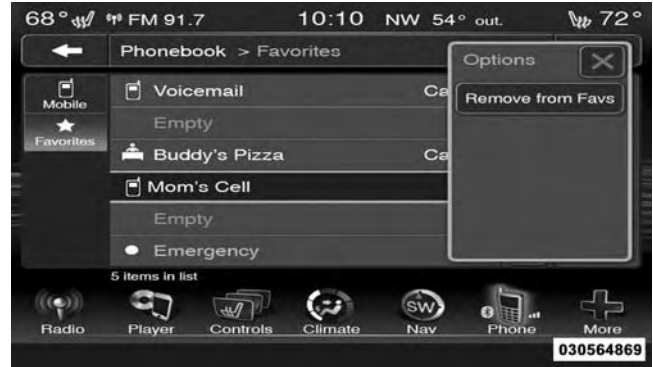 68° FM 91.7 10:10 NW 54° out. 72°
Phonebook > Favorites
Options
Mobile
Voicemail Ca
Remove from Favs
Empty
Favorites
Buddy's Pizza Ca
Mom's Cell
Empty
Emergency
5 items in list
SW
Radio Player Controls Climate Nav Phone More
030564869